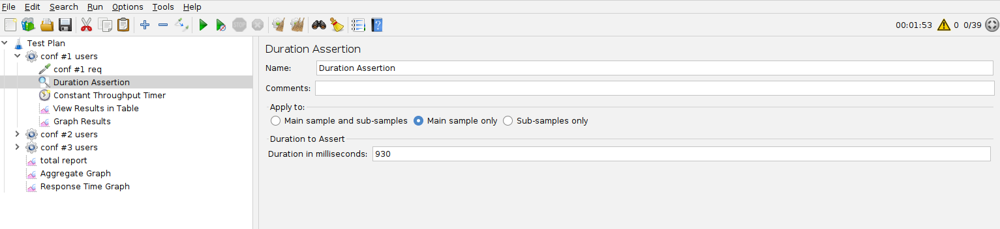 File Edit Search Run Options Tools Help
STOP 00:01:53 0 0/39
Test Plan
conf #1 users
conf #1 req
Duration Assertion
Constant Throughput Timer
View Results in Table
Graph Results
conf #2 users
conf #3 users
total report
Aggregate Graph
Response Time Graph
Duration Assertion
Name: Duration Assertion
Comments:
Apply to:
Main sample and sub-samples Main sample only Sub-samples only
Duration to Assert
Duration in milliseconds: 930